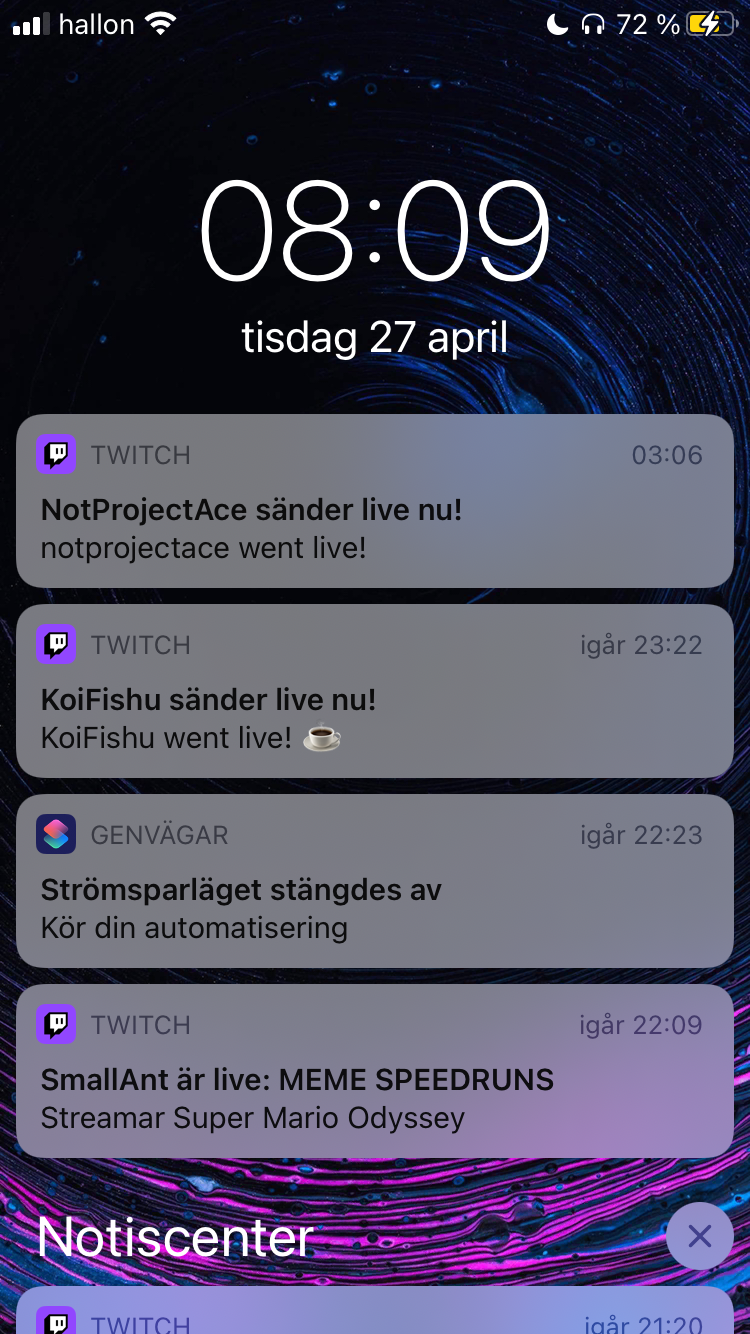 hallon 72 %
08:09
tisdag 27 april
TWITCH 03:06
NotProjectAce sänder live nu!
notprojectace went live!
TWITCH igår 23:22
KoiFishu sänder live nu!
KoiFishu went live! ☕
GENVÄGAR igår 22:23
Strömsparläget stängdes av
Kör din automatisering
TWITCH igår 22:09
SmallAnt är live: MEME SPEEDRUNS
Streamar Super Mario Odyssey
Notiscenter
TWITCH igår 21:20